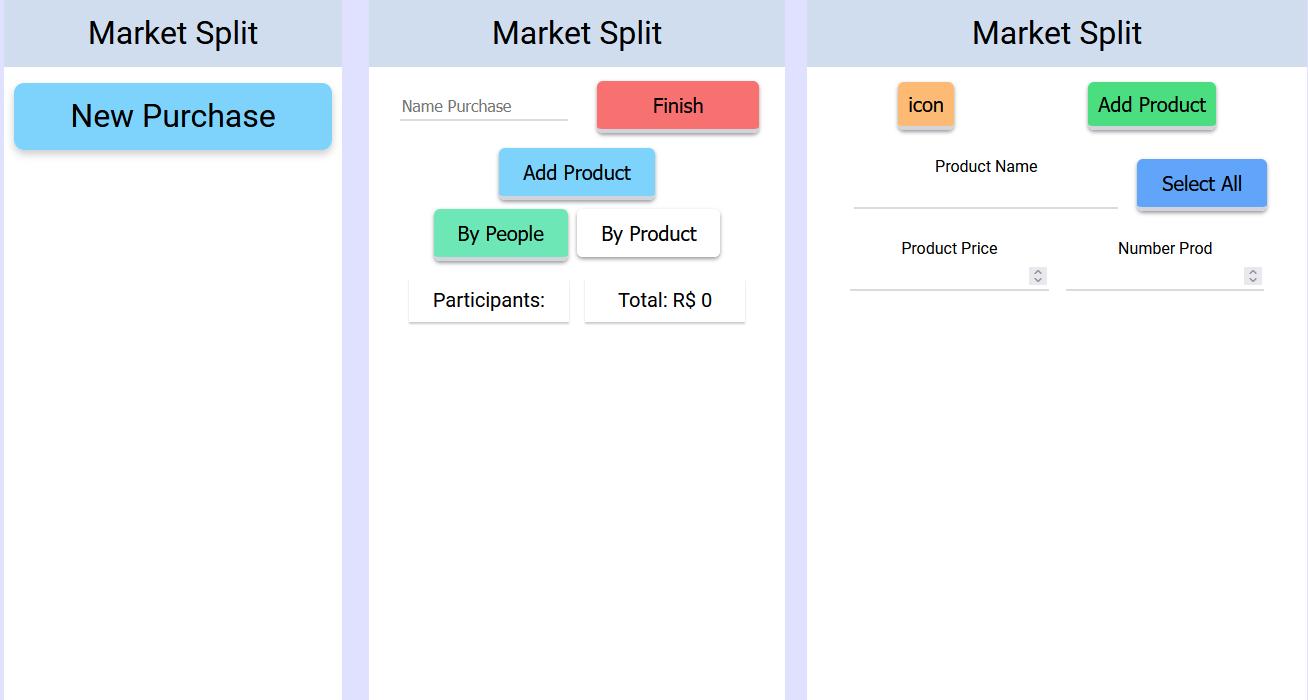 Market Split
New Purchase
Market Split
Name Purchase
Finish
Add Product
By People
By Product
Participants:
Total: R$ 0
Market Split
icon
Add Product
Product Name
Select All
Product Price
Number Prod